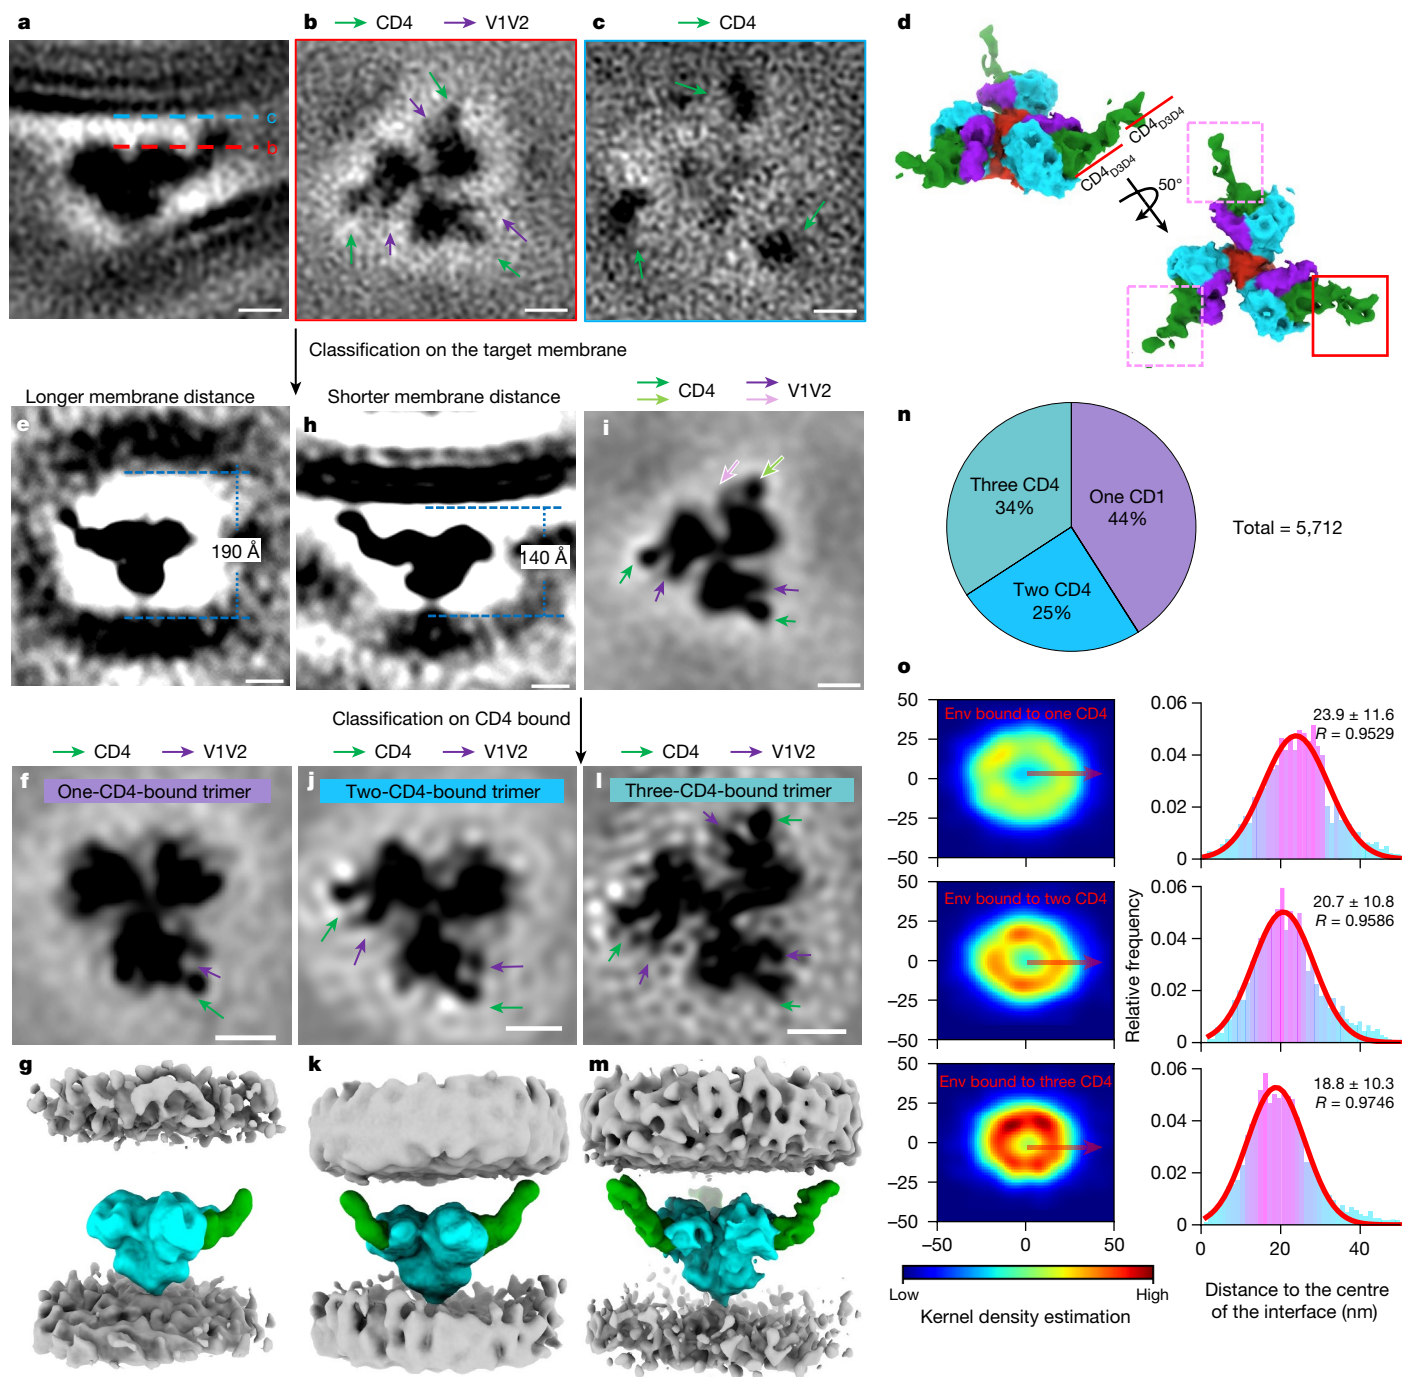 a
b
CD4
V1V2
c
CD4
d
c
b
CD4D3D4
CD4D3D4
50°
Classification on the target membrane
Longer membrane distance
Shorter membrane distance
CD4
V1V2
e
190 Å
h
140 Å
i
n
Three CD4
34%
One CD1
44%
Two CD4
25%
Total = 5,712
Classification on CD4 bound
CD4
V1V2
CD4
V1V2
CD4
V1V2
f
One-CD4-bound trimer
j
Two-CD4-bound trimer
l
Three-CD4-bound trimer
g
k
m
o
50
25
0
−25
−50
Env bound to one CD4
0.06
0.04
0.02
0
23.9 ± 11.6
R = 0.9529
50
25
0
−25
−50
Env bound to two CD4
Relative frequency
0.06
0.04
0.02
0
20.7 ± 10.8
R = 0.9586
50
25
0
−25
−50
Env bound to three CD4
−50
0
50
0.06
0.04
0.02
0
18.8 ± 10.3
R = 0.9746
0
20
40
Low
High
Kernel density estimation
Distance to the centre
of the interface (nm)